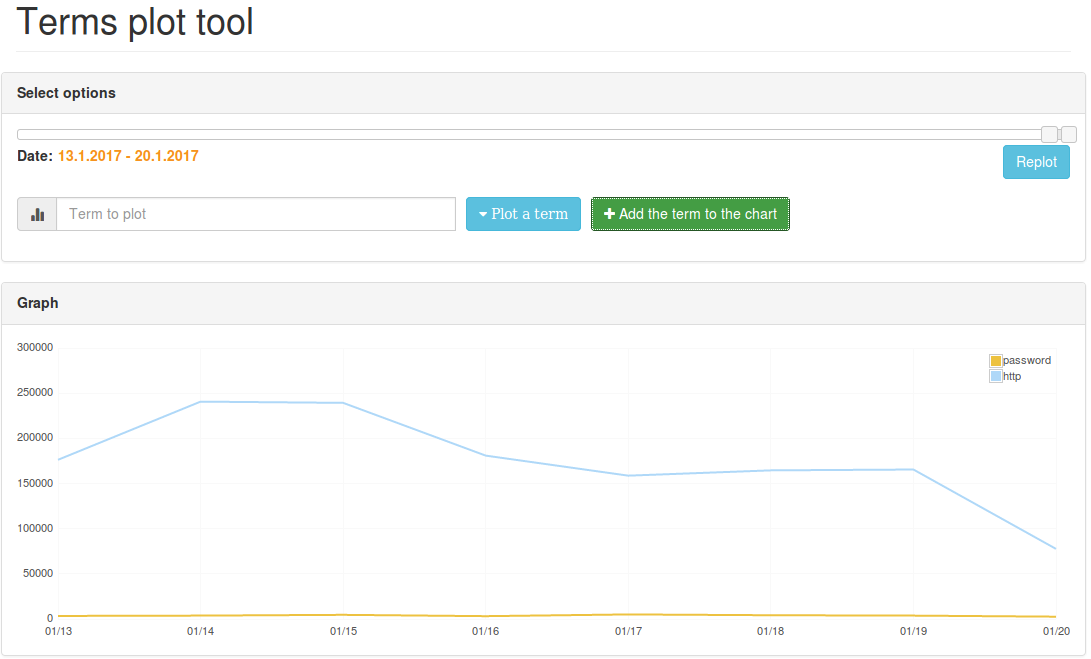 Terms plot tool
Select options
Date: 13.1.2017 - 20.1.2017
Replot
Term to plot
Plot a term
Add the term to the chart
Graph
300000
250000
200000
150000
100000
50000
0
password
http
01/13 01/14 01/15 01/16 01/17 01/18 01/19 01/20